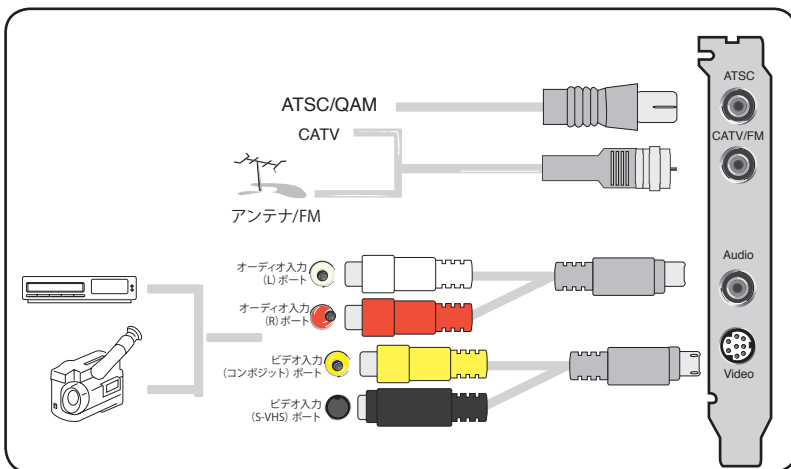 ATSC/QAM
CATV
アンテナ/FM
オーディオ入力
(L) ポート
オーディオ入力
(R) ポート
ビデオ入力
(コンポジット) ポート
ビデオ入力
(S-VHS) ポート
ATSC
CATV/FM
Audio
Video